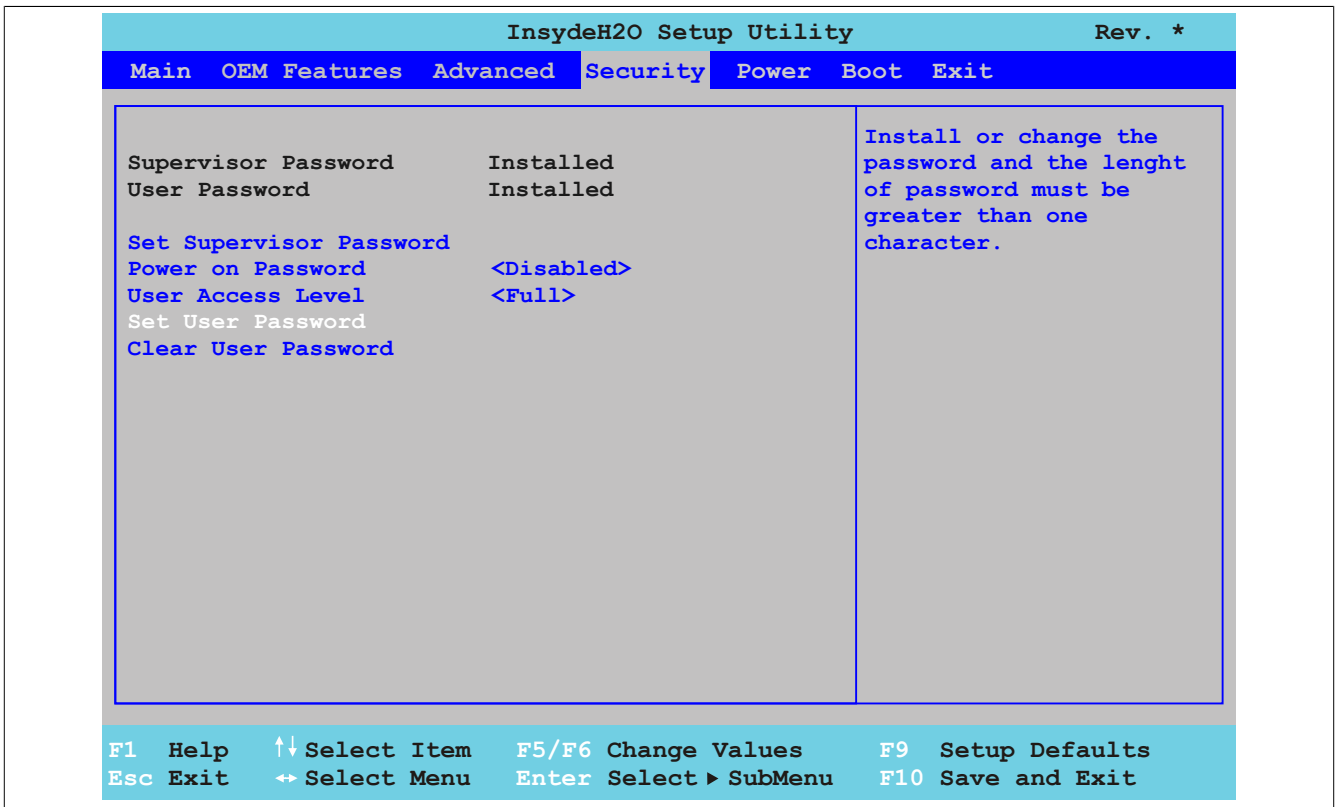 InsydeH2O Setup Utility Rev. *
Main OEM Features Advanced Security Power Boot Exit
Supervisor Password Installed
User Password Installed
Set Supervisor Password
Power on Password <Disabled>
User Access Level <Full>
Set User Password
Clear User Password
Install or change the
password and the lenght
of password must be
greater than one
character.
F1 Help ↑↓ Select Item F5/F6 Change Values F9 Setup Defaults
Esc Exit ↔ Select Menu Enter Select ▶ SubMenu F10 Save and Exit